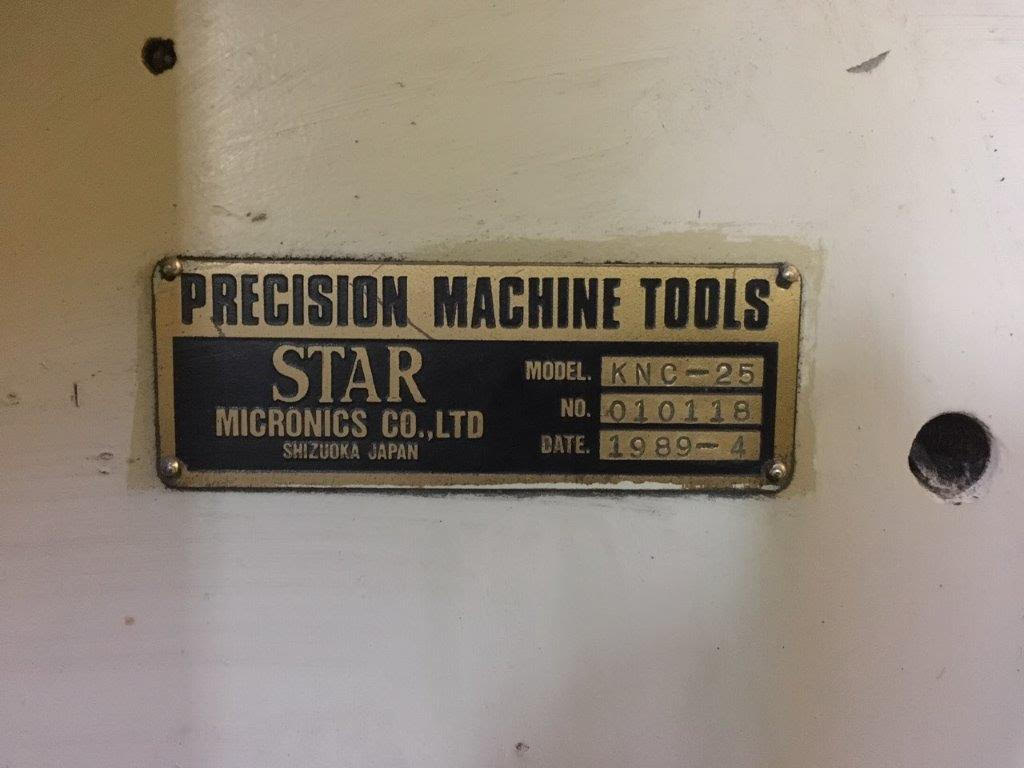 PRECISION MACHINE TOOLS
STAR
MICRONICS CO.,LTD
SHIZUOKA JAPAN
MODEL. KNC-25
NO. 010118
DATE. 1989-4